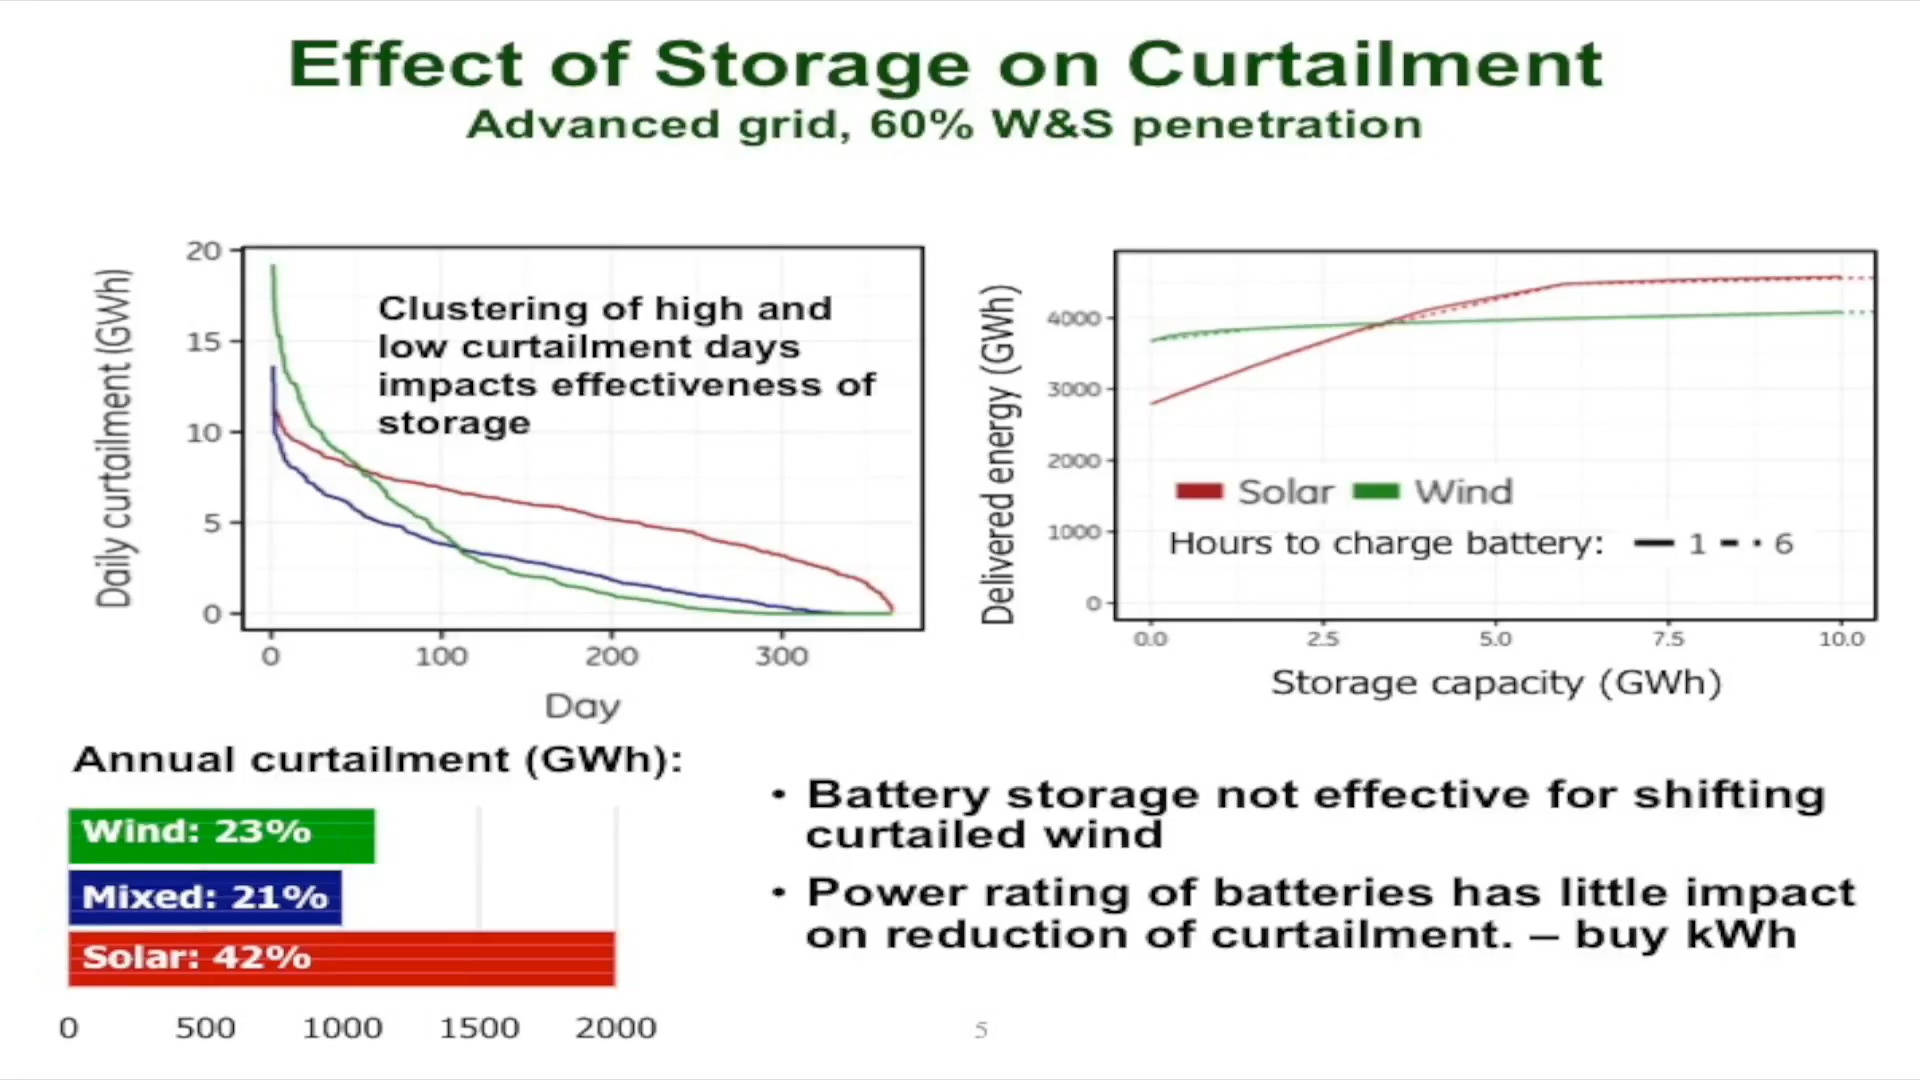 Effect of Storage on Curtailment
Advanced grid, 60% W&S penetration
Daily curtailment (GWh)
20
15
10
5
0
Clustering of high and
low curtailment days
impacts effectiveness of
storage
0 100 200 300
Day
Delivered energy (GWh)
4000
3000
2000
1000
0
Solar Wind
Hours to charge battery: 1 6
0.0 2.5 5.0 7.5 10.0
Storage capacity (GWh)
Annual curtailment (GWh):
Wind: 23%
Mixed: 21%
Solar: 42%
0 500 1000 1500 2000
• Battery storage not effective for shifting
curtailed wind
• Power rating of batteries has little impact
on reduction of curtailment. – buy kWh
5